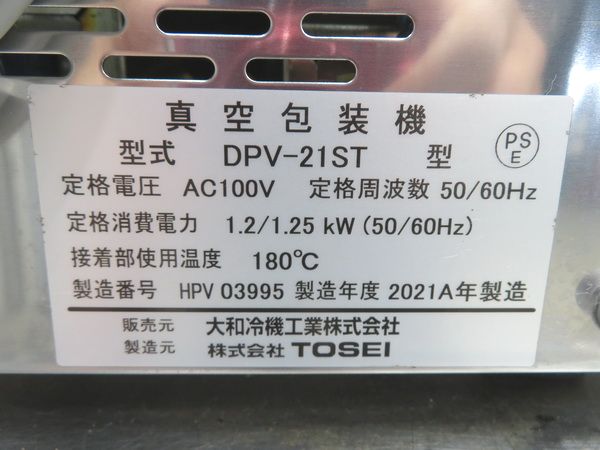 真空包装機
型式 DPV-21ST 型
PS
E
定格電圧 AC100V 定格周波数 50/60Hz
定格消費電力 1.2/1.25 kW (50/60Hz)
接着部使用温度 180℃
製造番号 HPV 03995 製造年度 2021A年製造
販売元 大和冷機工業株式会社
製造元 株式会社 TOSEI